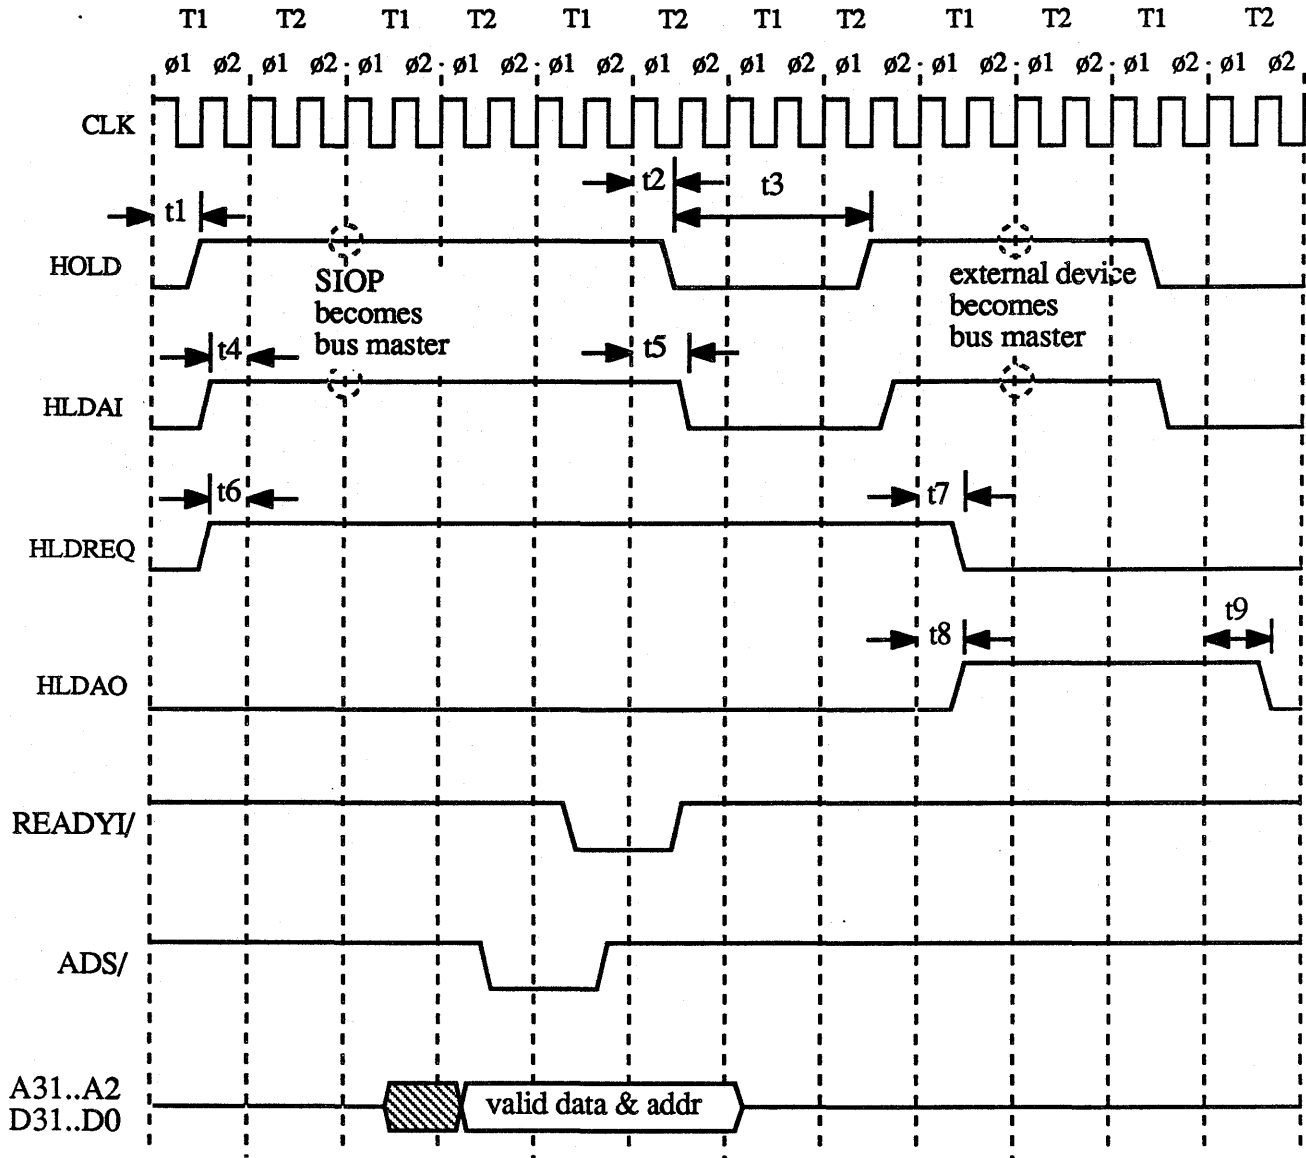 T1 T2 T1 T2 T1 T2 T1 T2 T1 T2 T1 T2
ø1 ø2 ø1 ø2 ø1 ø2 ø1 ø2 ø1 ø2 ø1 ø2 ø1 ø2 ø1 ø2 ø1 ø2 ø1 ø2 ø1 ø2 ø1 ø2
CLK
t1 t2 t3
HOLD
SIOP
becomes
bus master
external device
becomes
bus master
t4 t5
HLDAI
t6 t7
HLDREQ
t8 t9
HLDAO
READYI/
ADS/
A31..A2
D31..D0
valid data & addr